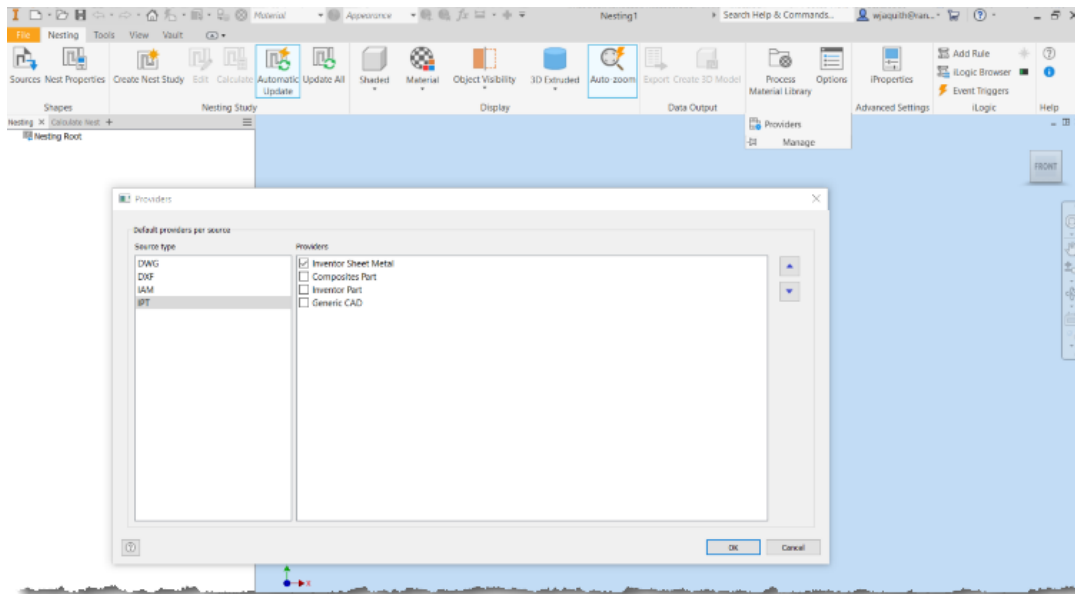 Material
Appearance
Nesting1
Search Help & Commands...
wjaquith@ran...
File
Nesting
Tools
View
Vault
Sources
Nest Properties
Create Nest Study
Edit
Calculate
Automatic Update
Update All
Shaded
Material
Object Visibility
3D Extruded
Auto zoom
Export
Create 3D Model
Process Material Library
Options
iProperties
Add Rule
iLogic Browser
Event Triggers
Shapes
Nesting Study
Display
Data Output
Advanced Settings
iLogic
Help
Nesting
Calculate Nest
Providers
Manage
Nesting Root
FRONT
Providers
Default providers per source
Source type
Providers
DWG
DXF
IAM
IPT
Inventor Sheet Metal
Composites Part
Inventor Part
Generic CAD
OK
Cancel
X